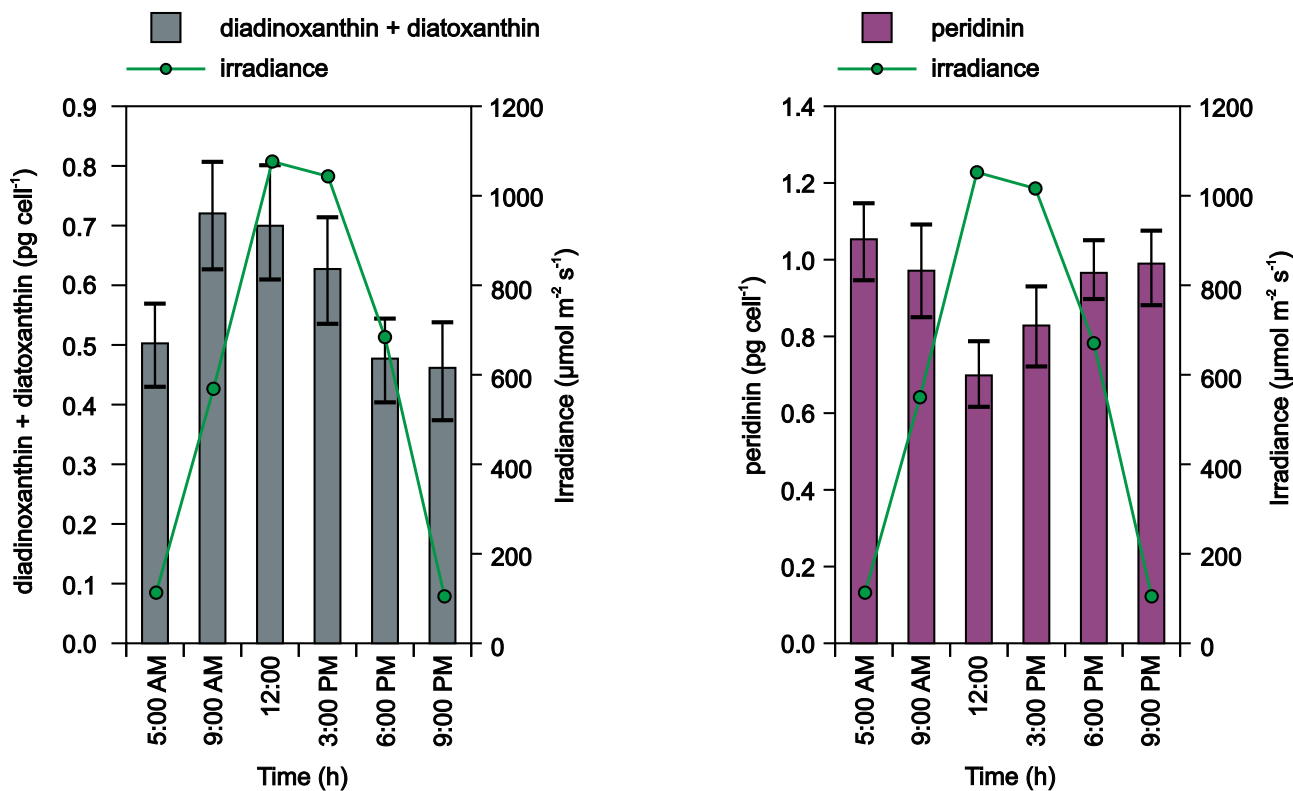 diadinoxanthin + diatoxanthin
irradiance
diadinoxanthin + diatoxanthin (pg cell⁻¹)
0.9
0.8
0.7
0.6
0.5
0.4
0.3
0.2
0.1
0.0
1200
1000
800
600
400
200
0
Irradiance (µmol m⁻² s⁻¹)
5:00 AM
9:00 AM
12:00
3:00 PM
6:00 PM
9:00 PM
Time (h)
peridinin
irradiance
peridinin (pg cell⁻¹)
1.4
1.2
1.0
0.8
0.6
0.4
0.2
0.0
1200
1000
800
600
400
200
0
Irradiance (µmol m⁻² s⁻¹)
5:00 AM
9:00 AM
12:00
3:00 PM
6:00 PM
9:00 PM
Time (h)